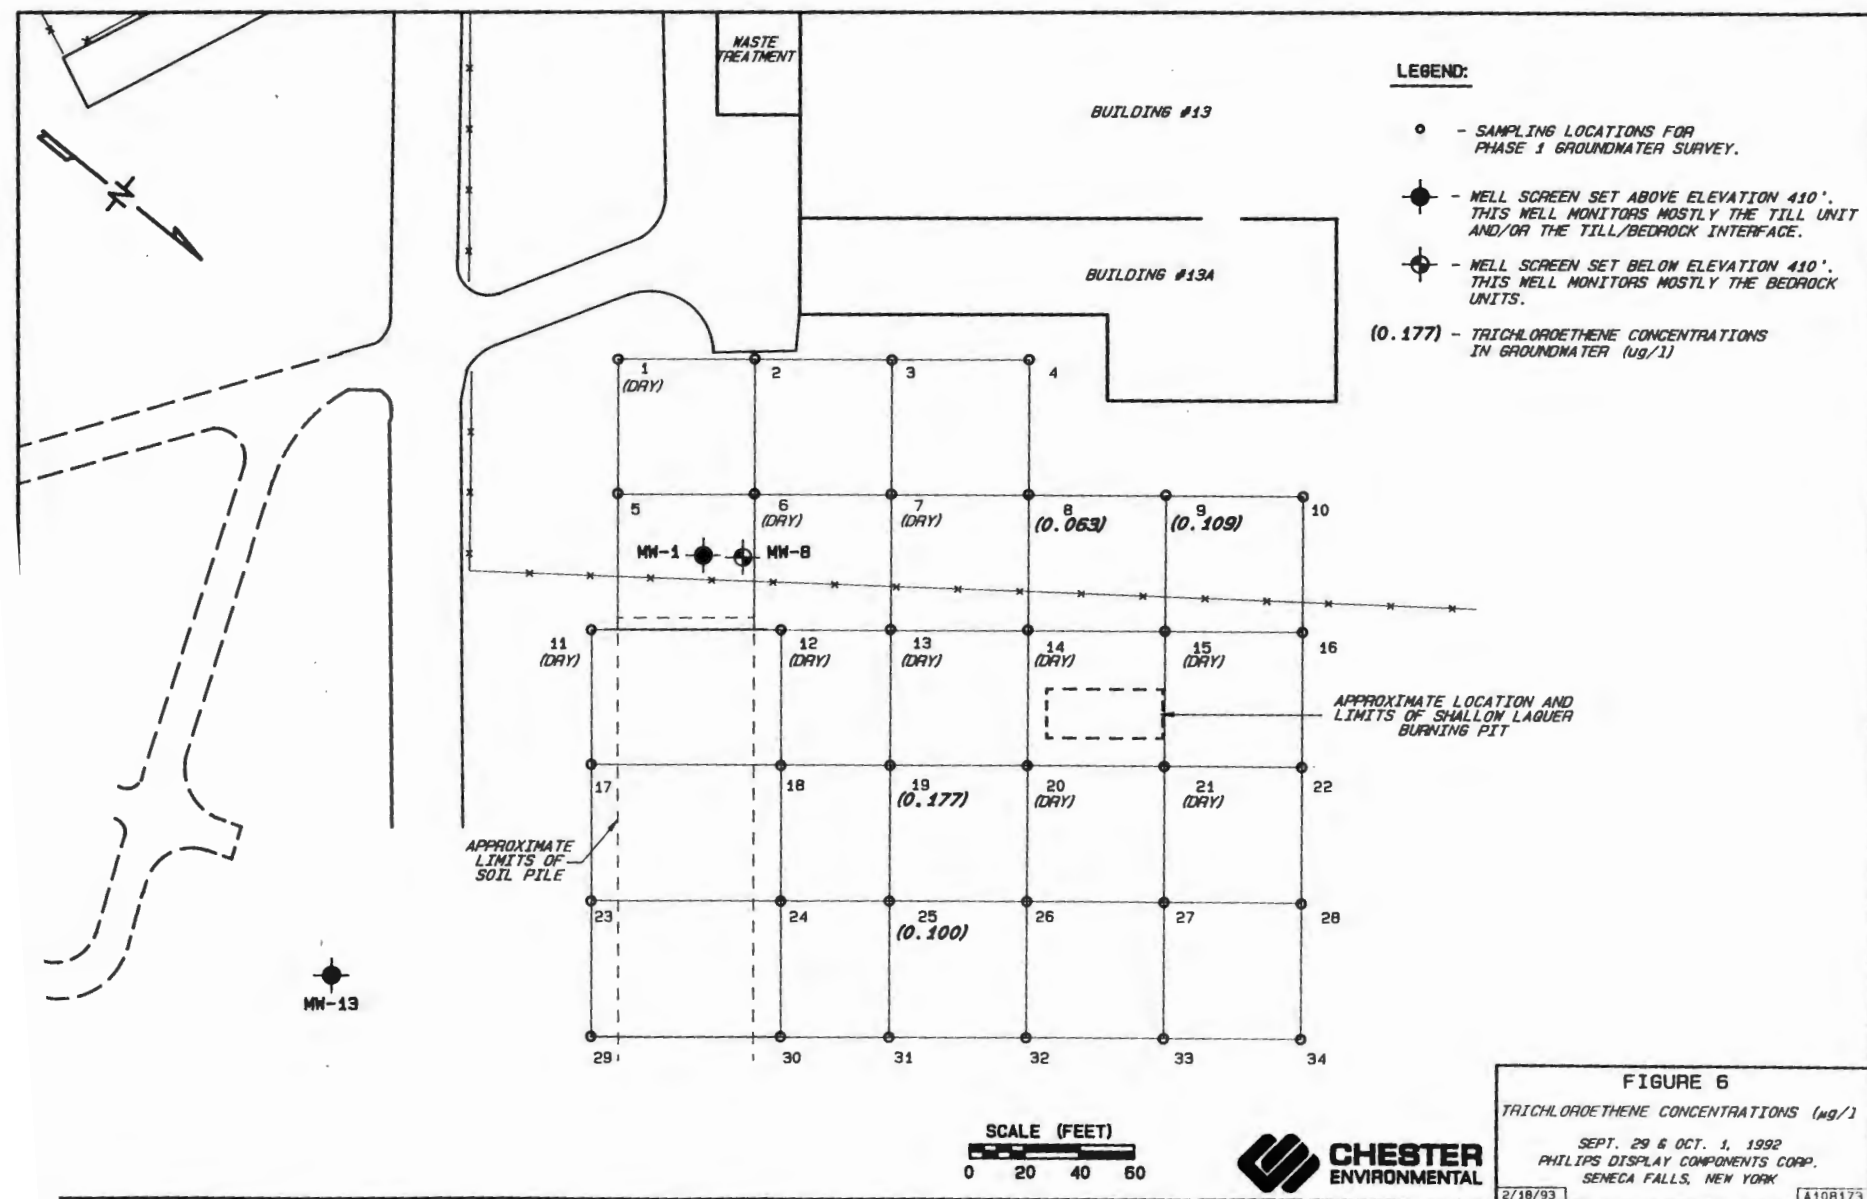 WASTE
TREATMENT
BUILDING #13
BUILDING #13A
N
LEGEND:
- SAMPLING LOCATIONS FOR
PHASE 1 GROUNDWATER SURVEY.
- WELL SCREEN SET ABOVE ELEVATION 410'.
THIS WELL MONITORS MOSTLY THE TILL UNIT
AND/OR THE TILL/BEDROCK INTERFACE.
- WELL SCREEN SET BELOW ELEVATION 410'.
THIS WELL MONITORS MOSTLY THE BEDROCK
UNITS.
(0.177) - TRICHLOROETHENE CONCENTRATIONS
IN GROUNDWATER (ug/l)
1 2 3 4
(DRY)
5 6 7 8 9 10
(DRY) (DRY) (0.063) (0.109)
MW-1 MW-8
11 12 13 14 15 16
(DRY) (DRY) (DRY) (DRY) (DRY)
APPROXIMATE LOCATION AND
LIMITS OF SHALLOW LAQUER
BURNING PIT
17 18 19 20 21 22
(0.177) (DRY) (DRY)
APPROXIMATE
LIMITS OF
SOIL PILE
23 24 25 26 27 28
(0.100)
MW-13
29 30 31 32 33 34
SCALE (FEET)
0 20 40 60
CHESTER
ENVIRONMENTAL
FIGURE 6
TRICHLOROETHENE CONCENTRATIONS (µg/l
SEPT. 29 & OCT. 1, 1992
PHILIPS DISPLAY COMPONENTS CORP.
SENECA FALLS, NEW YORK
2/18/93
A108173